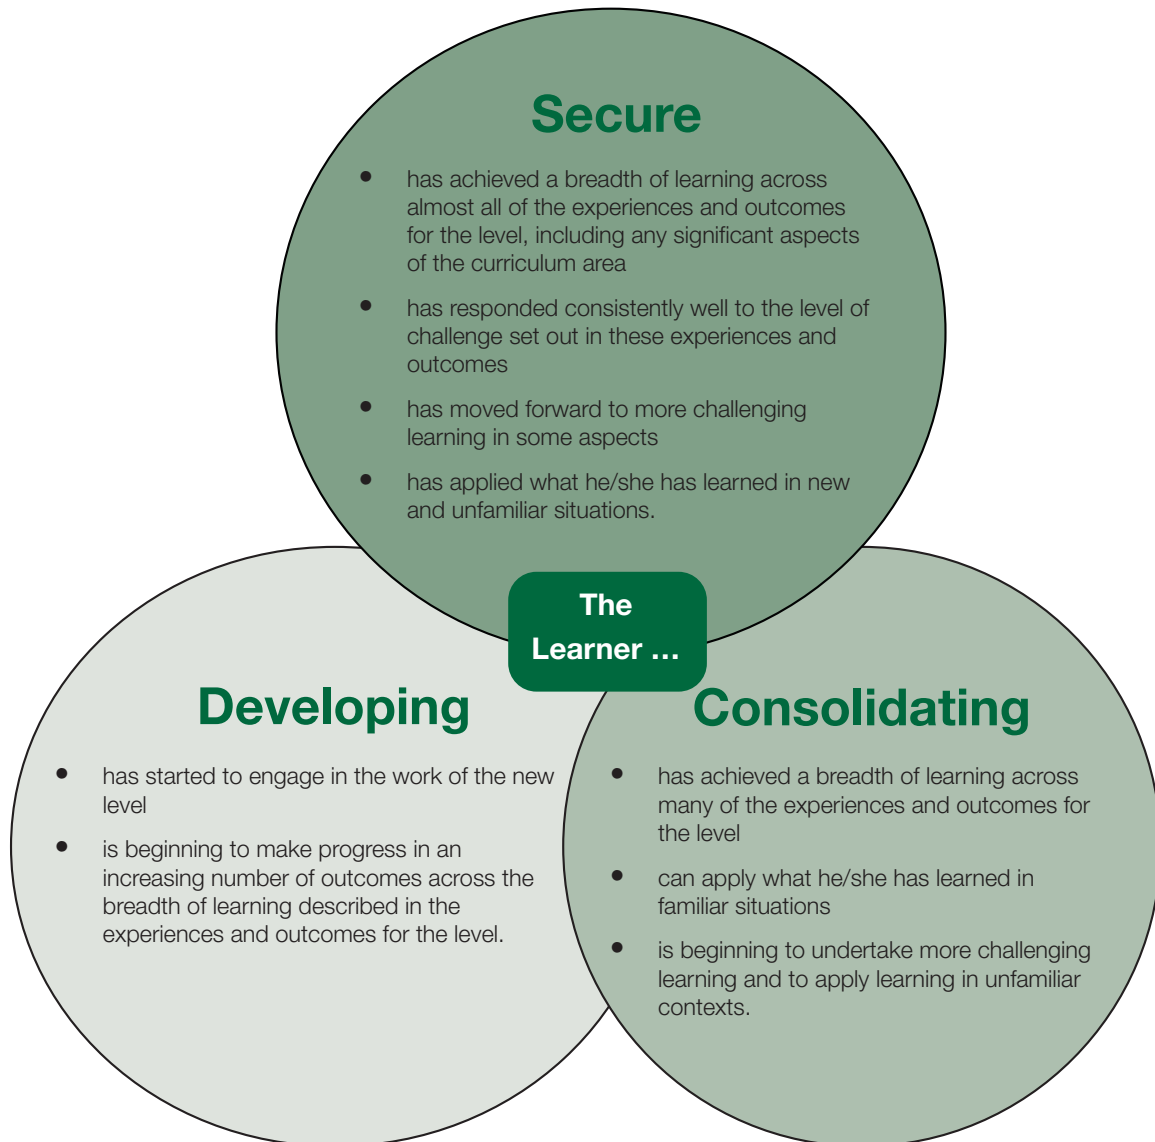 Secure
• has achieved a breadth of learning across
almost all of the experiences and outcomes
for the level, including any significant aspects
of the curriculum area
• has responded consistently well to the level of
challenge set out in these experiences and
outcomes
• has moved forward to more challenging
learning in some aspects
• has applied what he/she has learned in new
and unfamiliar situations.
The
Learner ...
Developing
• has started to engage in the work of the new
level
• is beginning to make progress in an
increasing number of outcomes across the
breadth of learning described in the
experiences and outcomes for the level.
Consolidating
• has achieved a breadth of learning across
many of the experiences and outcomes for
the level
• can apply what he/she has learned in
familiar situations
• is beginning to undertake more challenging
learning and to apply learning in unfamiliar
contexts.